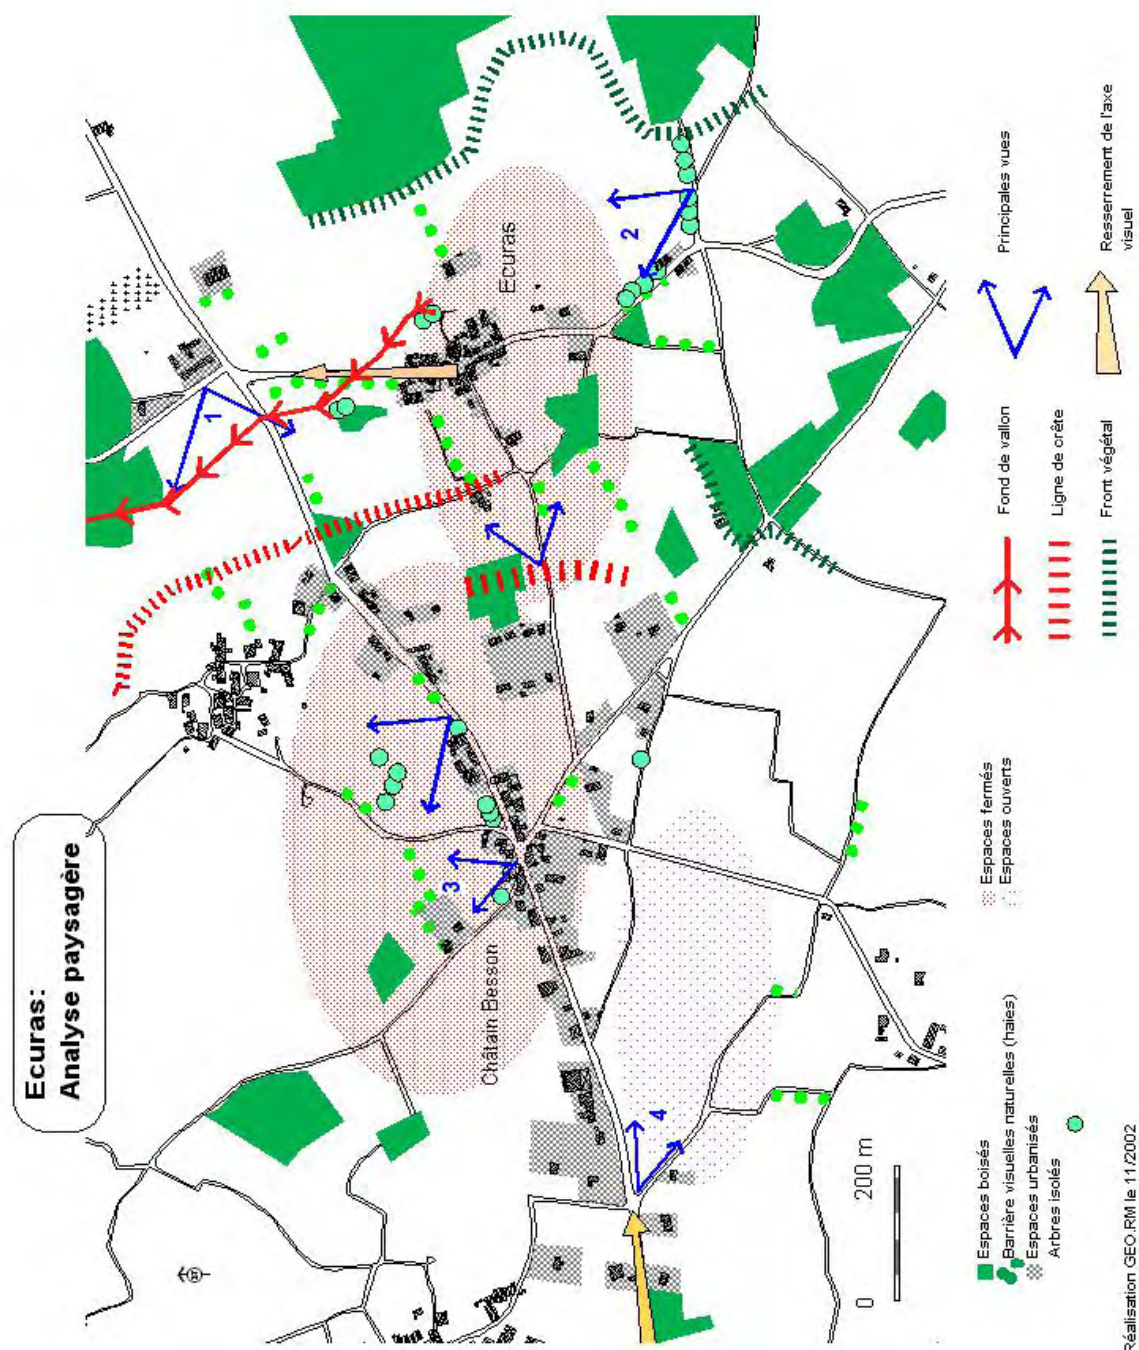 Ecuras:
Analyse paysagère
Ecuras
Châtain Besson
1
2
3
4
0
200 m
Espaces boisés
Barrière visuelles naturelles (haies)
Espaces urbanisés
Arbres isolés
Espaces fermés
Espaces ouverts
Fond de vallon
Ligne de crête
Front végétal
Principales vues
Resserrement de l'axe
visuel
Réalisation GEO.RM le 11/2002